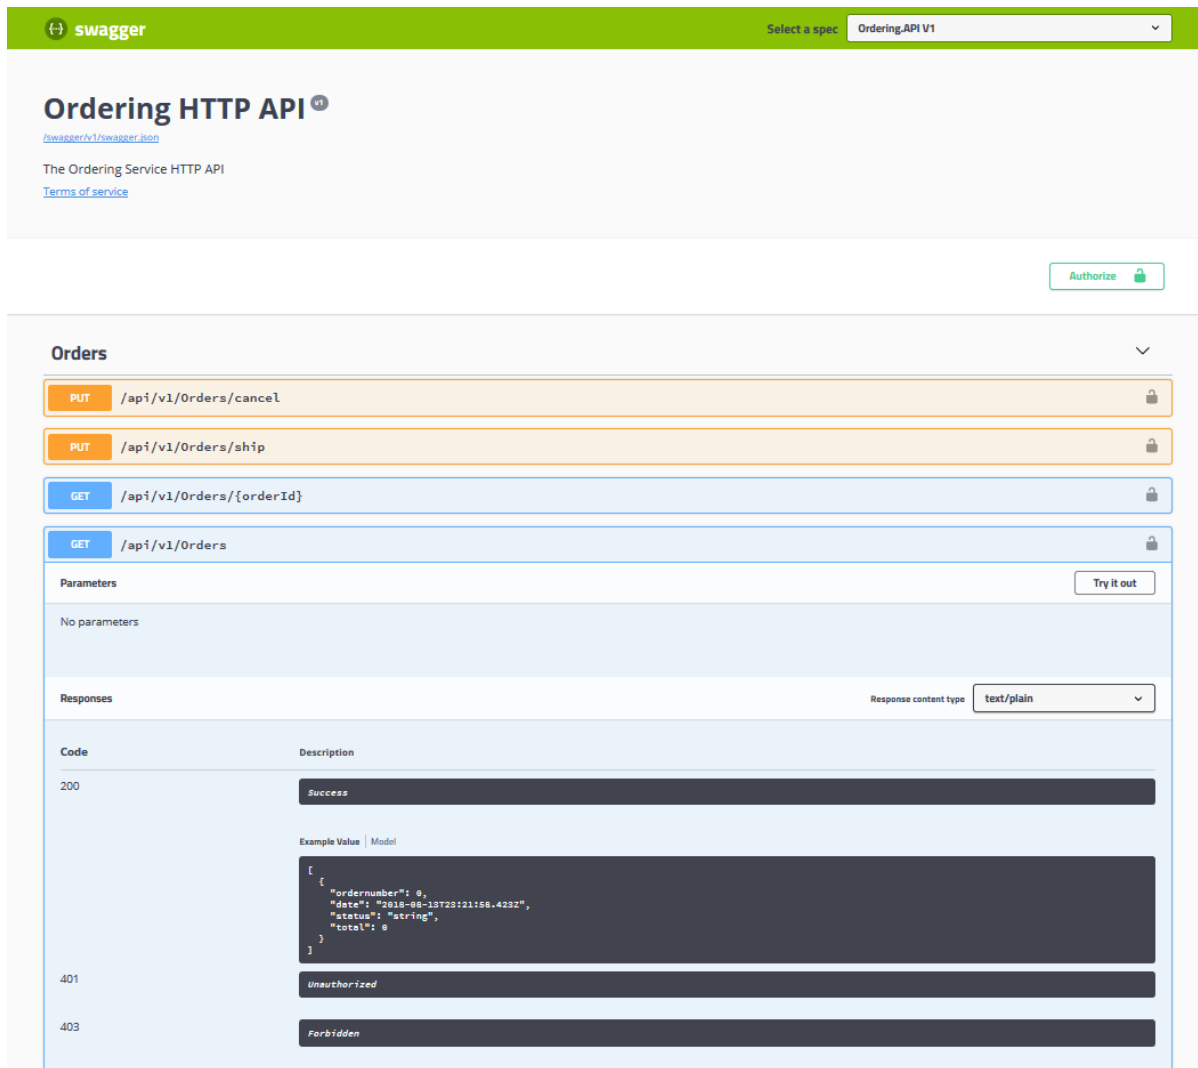 swagger
Select a spec Ordering.API V1
Ordering HTTP API v1
/swagger/v1/swagger.json
The Ordering Service HTTP API
Terms of service
Authorize
Orders
PUT /api/v1/Orders/cancel
PUT /api/v1/Orders/ship
GET /api/v1/Orders/{orderId}
GET /api/v1/Orders
Parameters Try it out
No parameters
Responses Response content type text/plain
Code Description
200 Success
Example Value Model
[
{
"ordernumber": 0,
"date": "2018-08-13T23:21:58.423Z",
"status": "string",
"total": 0
}
]
401 Unauthorized
403 Forbidden